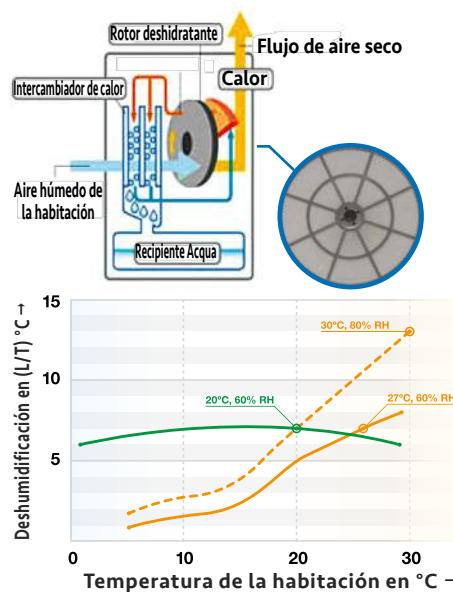 Rotor deshidratante
Flujo de aire seco
Calor
Intercambiador de calor
Aire húmedo de
la habitación
Recipiente Acqua
Deshumidificación en (L/T) °C →
15
10
5
30°C, 80% RH
20°C, 60% RH
27°C, 60% RH
0
10
20
30
Temperatura de la habitación en °C →